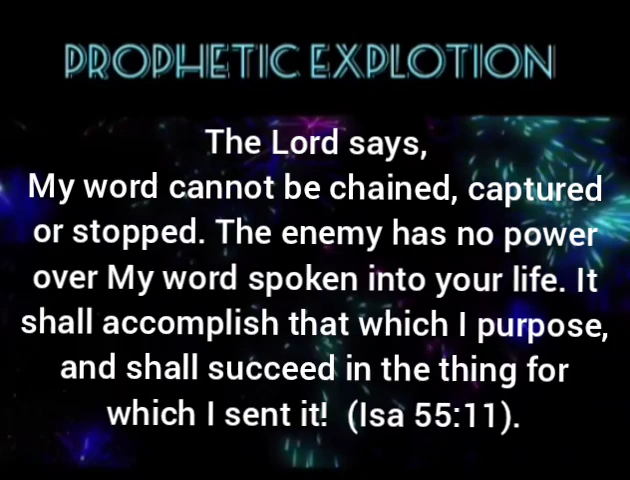 PROPHETIC EXPLOTION
The Lord says,
My word cannot be chained, captured
or stopped. The enemy has no power
over My word spoken into your life. It
shall accomplish that which I purpose,
and shall succeed in the thing for
which I sent it!  (Isa 55:11).